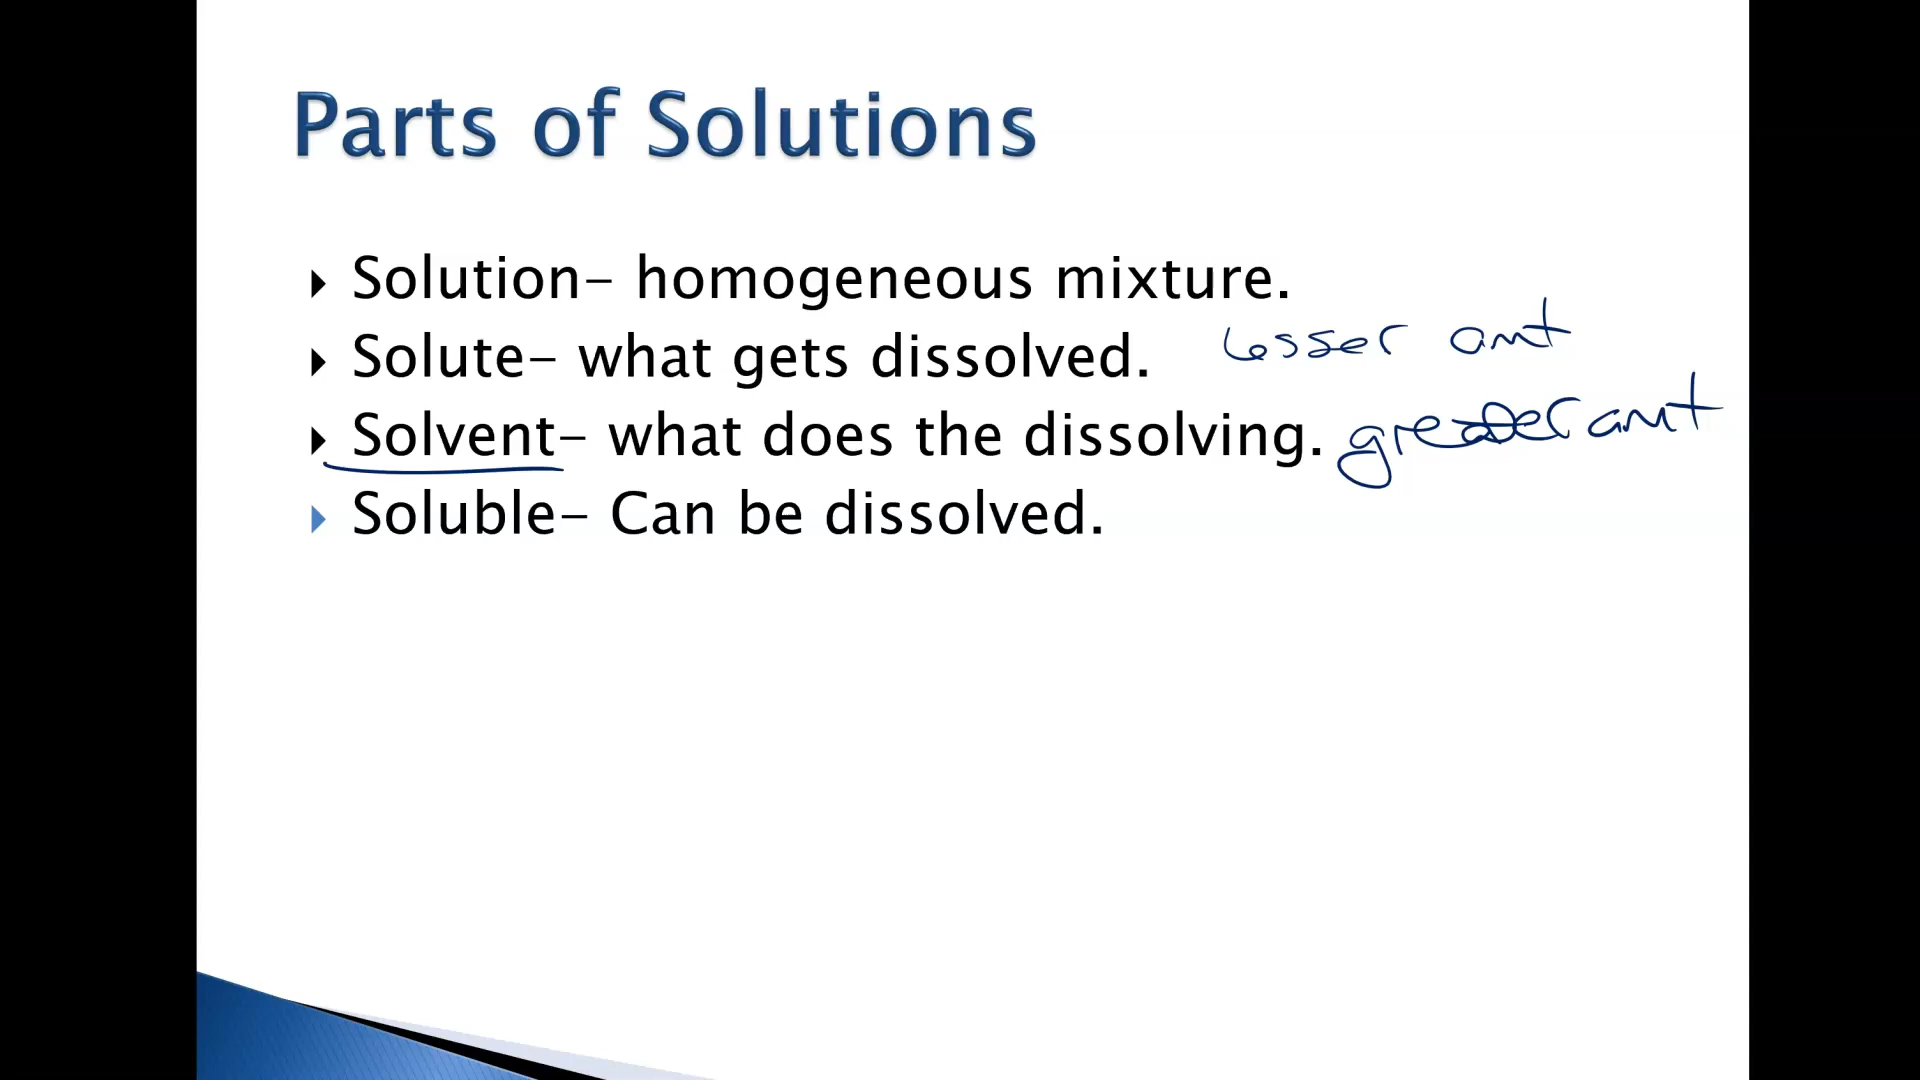 Parts of Solutions
Solution- homogeneous mixture.
Solute- what gets dissolved. lesser amt
Solvent- what does the dissolving. greater amt
Soluble- Can be dissolved.